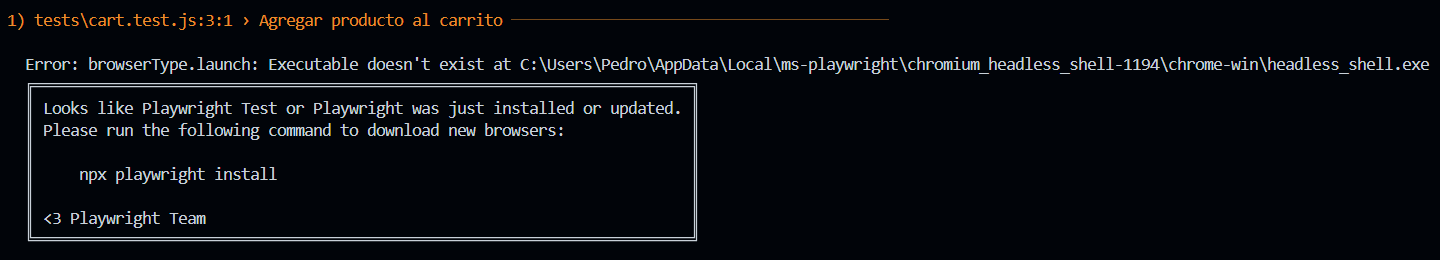 1) tests\cart.test.js:3:1 › Agregar producto al carrito
Error: browserType.launch: Executable doesn't exist at C:\Users\Pedro\AppData\Local\ms-playwright\chromium_headless_shell-1194\chrome-win\headless_shell.exe
Looks like Playwright Test or Playwright was just installed or updated.
Please run the following command to download new browsers:
npx playwright install
<3 Playwright Team